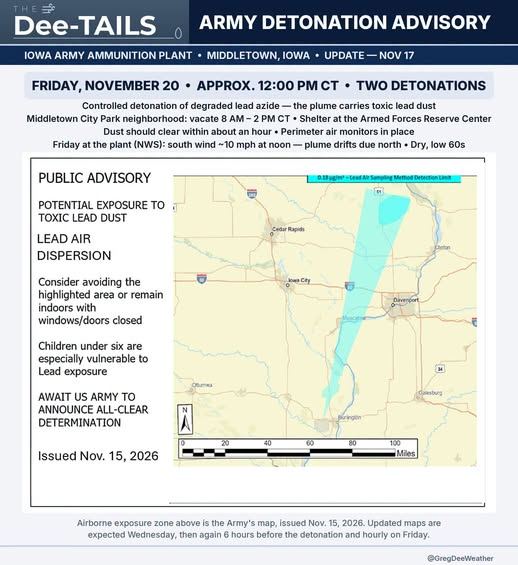 THE
Dee-TAILS
ARMY DETONATION ADVISORY
IOWA ARMY AMMUNITION PLANT • MIDDLETOWN, IOWA • UPDATE — NOV 17
FRIDAY, NOVEMBER 20 • APPROX. 12:00 PM CT • TWO DETONATIONS
Controlled detonation of degraded lead azide — the plume carries toxic lead dust
Middletown City Park neighborhood: vacate 8 AM – 2 PM CT • Shelter at the Armed Forces Reserve Center
Dust should clear within about an hour • Perimeter air monitors in place
Friday at the plant (NWS): south wind ~10 mph at noon — plume drifts due north • Dry, low 60s
PUBLIC ADVISORY
POTENTIAL EXPOSURE TO
TOXIC LEAD DUST
LEAD AIR
DISPERSION
Consider avoiding the
highlighted area or remain
indoors with
windows/doors closed
Children under six are
especially vulnerable to
Lead exposure
AWAIT US ARMY TO
ANNOUNCE ALL-CLEAR
DETERMINATION
Issued Nov. 15, 2026
0.18 µg/m³ – Lead Air Sampling Method Detection Limit
Cedar Rapids
Clinton
Iowa City
Davenport
Muscatine
Ottumwa
Galesburg
Burlington
N
0 20 40 60 80 100
Miles
Airborne exposure zone above is the Army's map, issued Nov. 15, 2026. Updated maps are
expected Wednesday, then again 6 hours before the detonation and hourly on Friday.
@GregDeeWeather